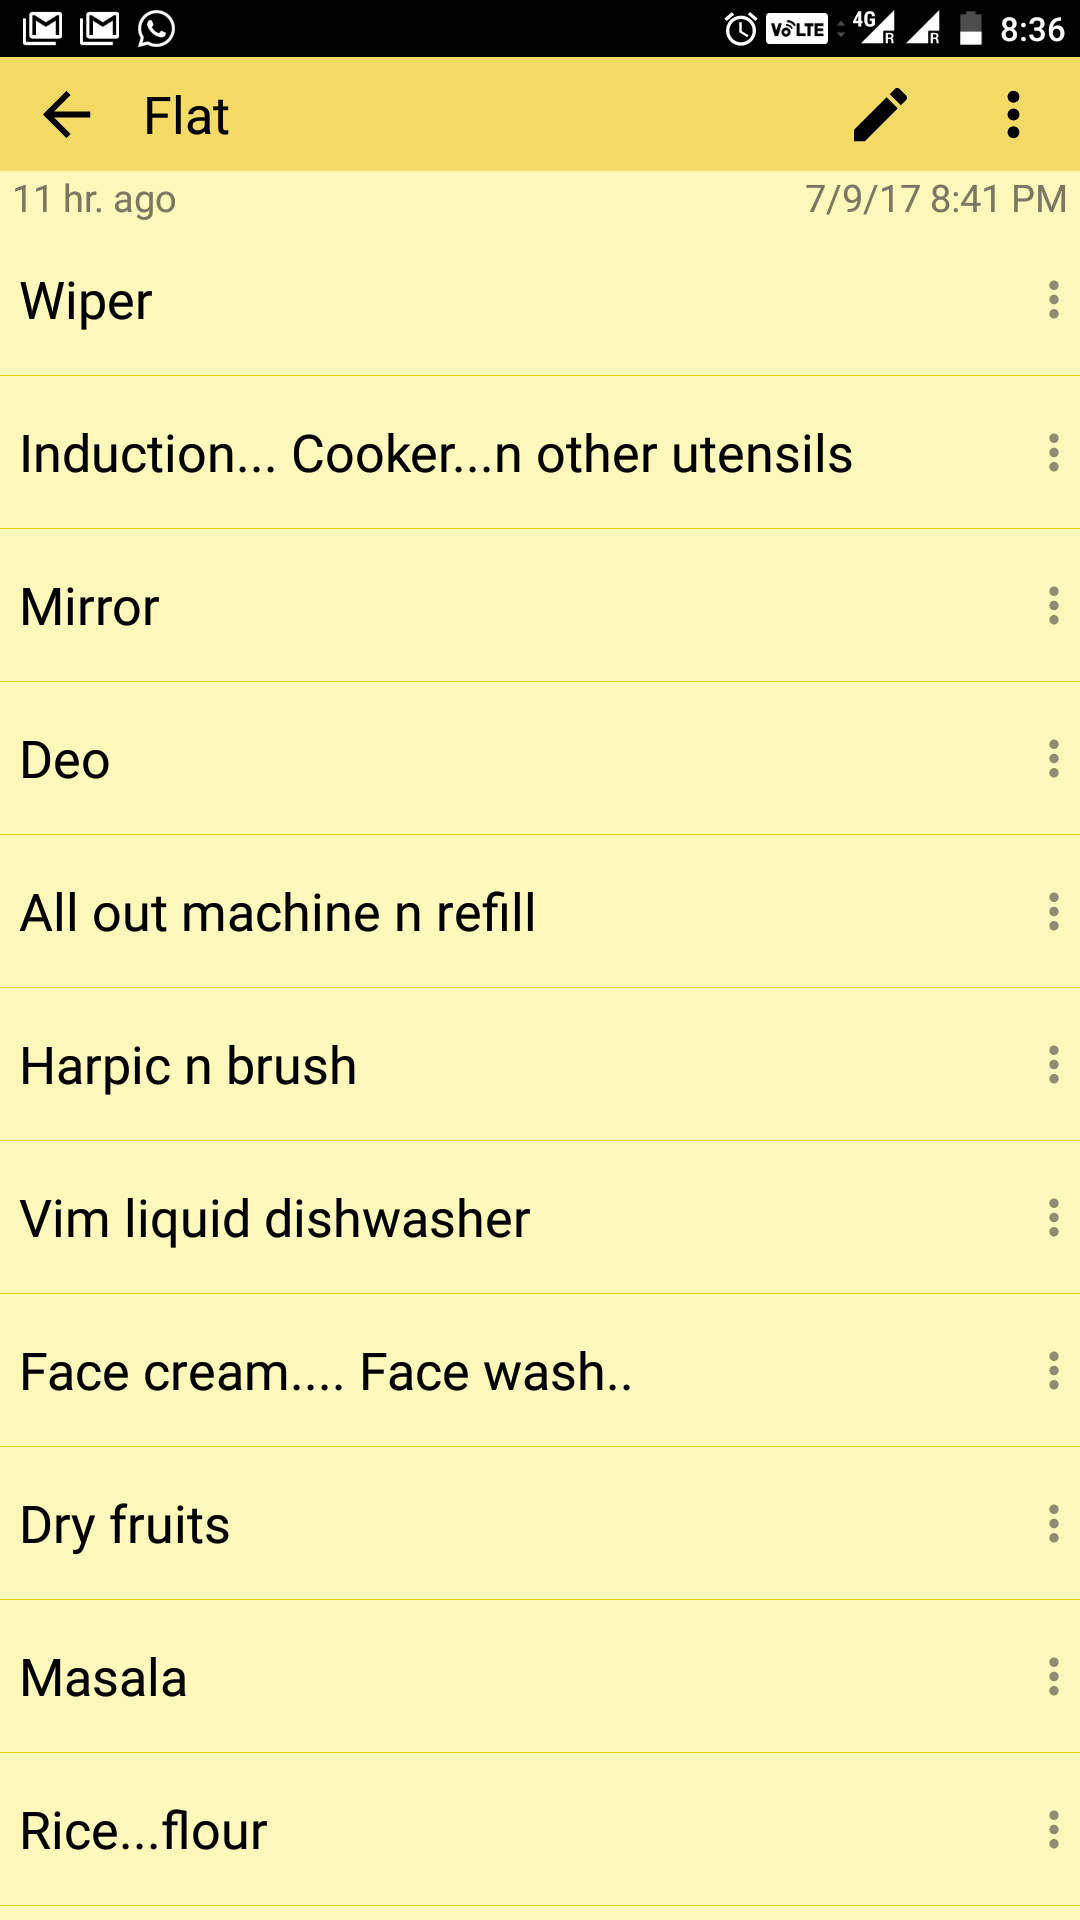 VoLTE 4G R R 8:36
Flat
11 hr. ago 7/9/17 8:41 PM
Wiper
Induction... Cooker...n other utensils
Mirror
Deo
All out machine n refill
Harpic n brush
Vim liquid dishwasher
Face cream.... Face wash..
Dry fruits
Masala
Rice...flour